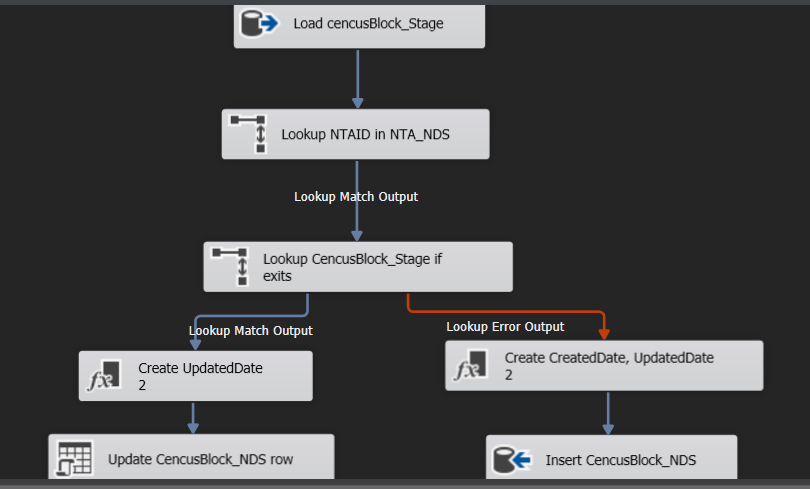 Load cencusBlock_Stage
Lookup NTAID in NTA_NDS
Lookup Match Output
Lookup CencusBlock_Stage if
exits
Lookup Match Output
Lookup Error Output
Create UpdatedDate
2
Create CreatedDate, UpdatedDate
2
Update CencusBlock_NDS row
Insert CencusBlock_NDS